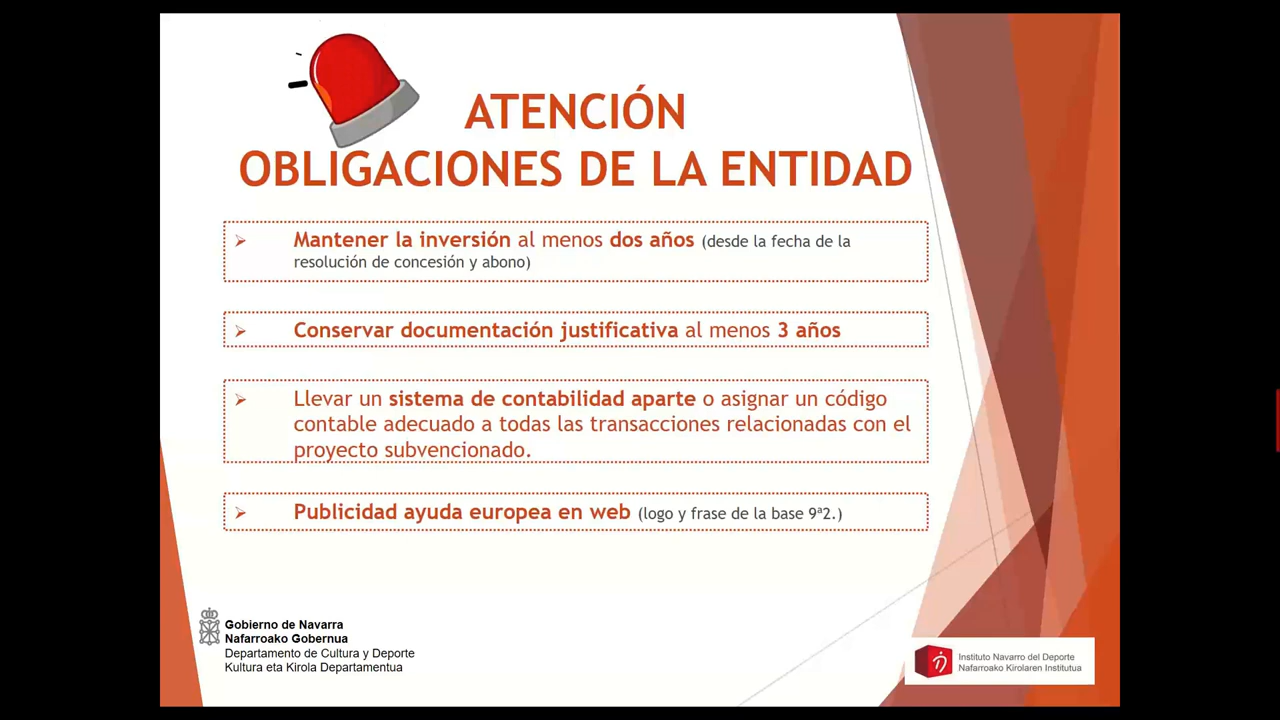 ATENCIÓN
OBLIGACIONES DE LA ENTIDAD
Mantener la inversión al menos dos años (desde la fecha de la
resolución de concesión y abono)
Conservar documentación justificativa al menos 3 años
Llevar un sistema de contabilidad aparte o asignar un código
contable adecuado a todas las transacciones relacionadas con el
proyecto subvencionado.
Publicidad ayuda europea en web (logo y frase de la base 9ª2.)
Gobierno de Navarra
Nafarroako Gobernua
Departamento de Cultura y Deporte
Kultura eta Kirola Departamentua
Instituto Navarro del Deporte
Nafarroako Kirolaren Institutua